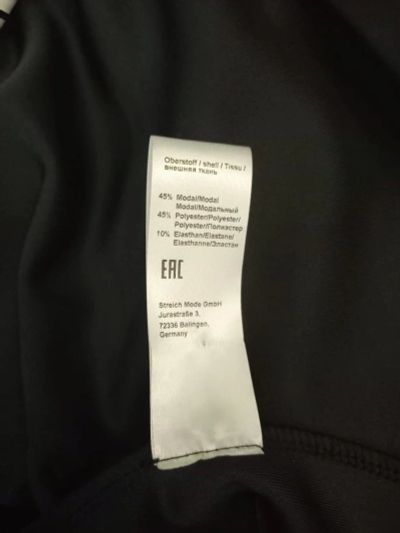 Oberstoff / shell / Tissu /
внешняя ткань
45% Modal/Modal
Modal/Модальный
45% Polyester/Polyester/
Polyester/Полиэстер
10% Elasthan/Elastane/
Elasthanne/Эластан
EAC
Streich Mode GmbH
Jurastraße 3,
72336 Balingen,
Germany